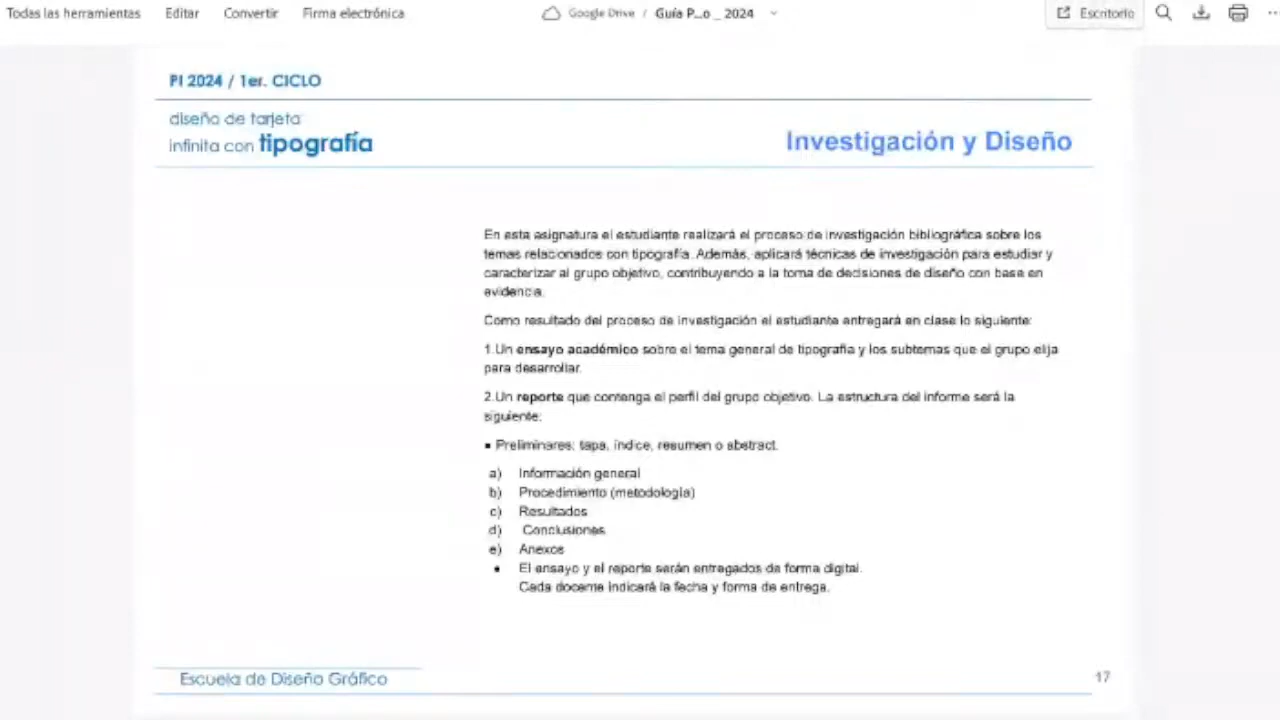 Todas las herramientas Editar Convertir Firma electrónica Google Drive / Guía P...o _ 2024 Escritorio
PI 2024 / 1er. CICLO
diseño de tarjeta
infinita con tipografía
Investigación y Diseño
En esta asignatura el estudiante realizará el proceso de investigación bibliográfica sobre los
temas relacionados con tipografía. Además, aplicará técnicas de investigación para estudiar y
caracterizar al grupo objetivo, contribuyendo a la toma de decisiones de diseño con base en
evidencia.
Como resultado del proceso de investigación el estudiante entregará en clase lo siguiente:
1.Un ensayo académico sobre el tema general de tipografía y los subtemas que el grupo elija
para desarrollar.
2.Un reporte que contenga el perfil del grupo objetivo. La estructura del informe será la
siguiente:
▪ Preliminares: tapa, índice, resumen o abstract.
a) Información general
b) Procedimiento (metodología)
c) Resultados
d) Conclusiones
e) Anexos
• El ensayo y el reporte serán entregados de forma digital.
Cada docente indicará la fecha y forma de entrega.
Escuela de Diseño Gráfico
17